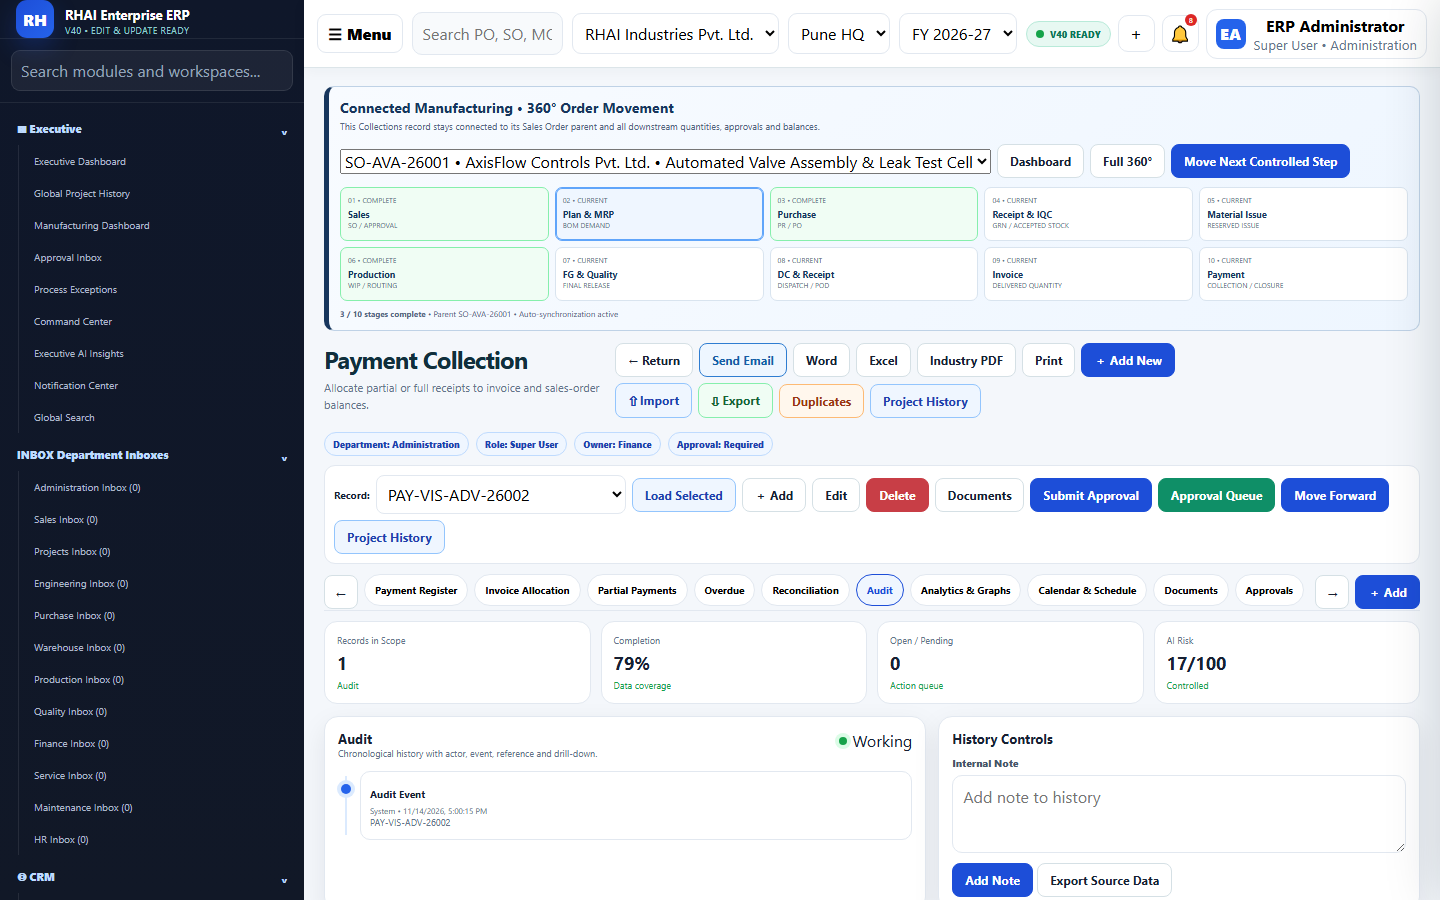 RH
RHAI Enterprise ERP
V40 • EDIT & UPDATE READY
Search modules and workspaces...
Executive
Executive Dashboard
Global Project History
Manufacturing Dashboard
Approval Inbox
Process Exceptions
Command Center
Executive AI Insights
Notification Center
Global Search
INBOX Department Inboxes
Administration Inbox (0)
Sales Inbox (0)
Projects Inbox (0)
Engineering Inbox (0)
Purchase Inbox (0)
Warehouse Inbox (0)
Production Inbox (0)
Quality Inbox (0)
Finance Inbox (0)
Service Inbox (0)
Maintenance Inbox (0)
HR Inbox (0)
CRM
☰ Menu
Search PO, SO, MO
RHAI Industries Pvt. Ltd.
Pune HQ
FY 2026-27
V40 READY
+
8
EA
ERP Administrator
Super User • Administration
Connected Manufacturing • 360° Order Movement
This Collections record stays connected to its Sales Order parent and all downstream quantities, approvals and balances.
SO-AVA-26001 • AxisFlow Controls Pvt. Ltd. • Automated Valve Assembly & Leak Test Cell
Dashboard
Full 360°
Move Next Controlled Step
01 • COMPLETE
Sales
SO / APPROVAL
02 • CURRENT
Plan & MRP
BOM DEMAND
03 • COMPLETE
Purchase
PR / PO
04 • CURRENT
Receipt & IQC
GRN / ACCEPTED STOCK
05 • CURRENT
Material Issue
RESERVED ISSUE
06 • COMPLETE
Production
WIP / ROUTING
07 • CURRENT
FG & Quality
FINAL RELEASE
08 • CURRENT
DC & Receipt
DISPATCH / POD
09 • CURRENT
Invoice
DELIVERED QUANTITY
10 • CURRENT
Payment
COLLECTION / CLOSURE
3 / 10 stages complete • Parent SO-AVA-26001 • Auto-synchronization active
Payment Collection
Allocate partial or full receipts to invoice and sales-order
balances.
← Return
Send Email
Word
Excel
Industry PDF
Print
+ Add New
⇧ Import
⇩ Export
Duplicates
Project History
Department: Administration
Role: Super User
Owner: Finance
Approval: Required
Record:
PAY-VIS-ADV-26002
Load Selected
+ Add
Edit
Delete
Documents
Submit Approval
Approval Queue
Move Forward
Project History
←
Payment Register
Invoice Allocation
Partial Payments
Overdue
Reconciliation
Audit
Analytics & Graphs
Calendar & Schedule
Documents
Approvals
→
+ Add
Records in Scope
1
Audit
Completion
79%
Data coverage
Open / Pending
0
Action queue
AI Risk
17/100
Controlled
Audit
Chronological history with actor, event, reference and drill-down.
Working
Audit Event
System • 11/14/2026, 5:00:15 PM
PAY-VIS-ADV-26002
History Controls
Internal Note
Add note to history
Add Note
Export Source Data